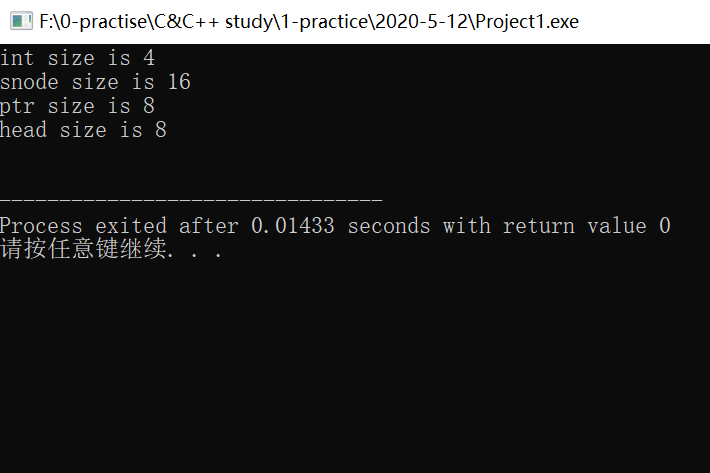 F:\0-practise\C&C++ study\1-practice\2020-5-12\Project1.exe
int size is 4
snode size is 16
ptr size is 8
head size is 8
--------------------------------
Process exited after 0.01433 seconds with return value 0
请按任意键继续. . .